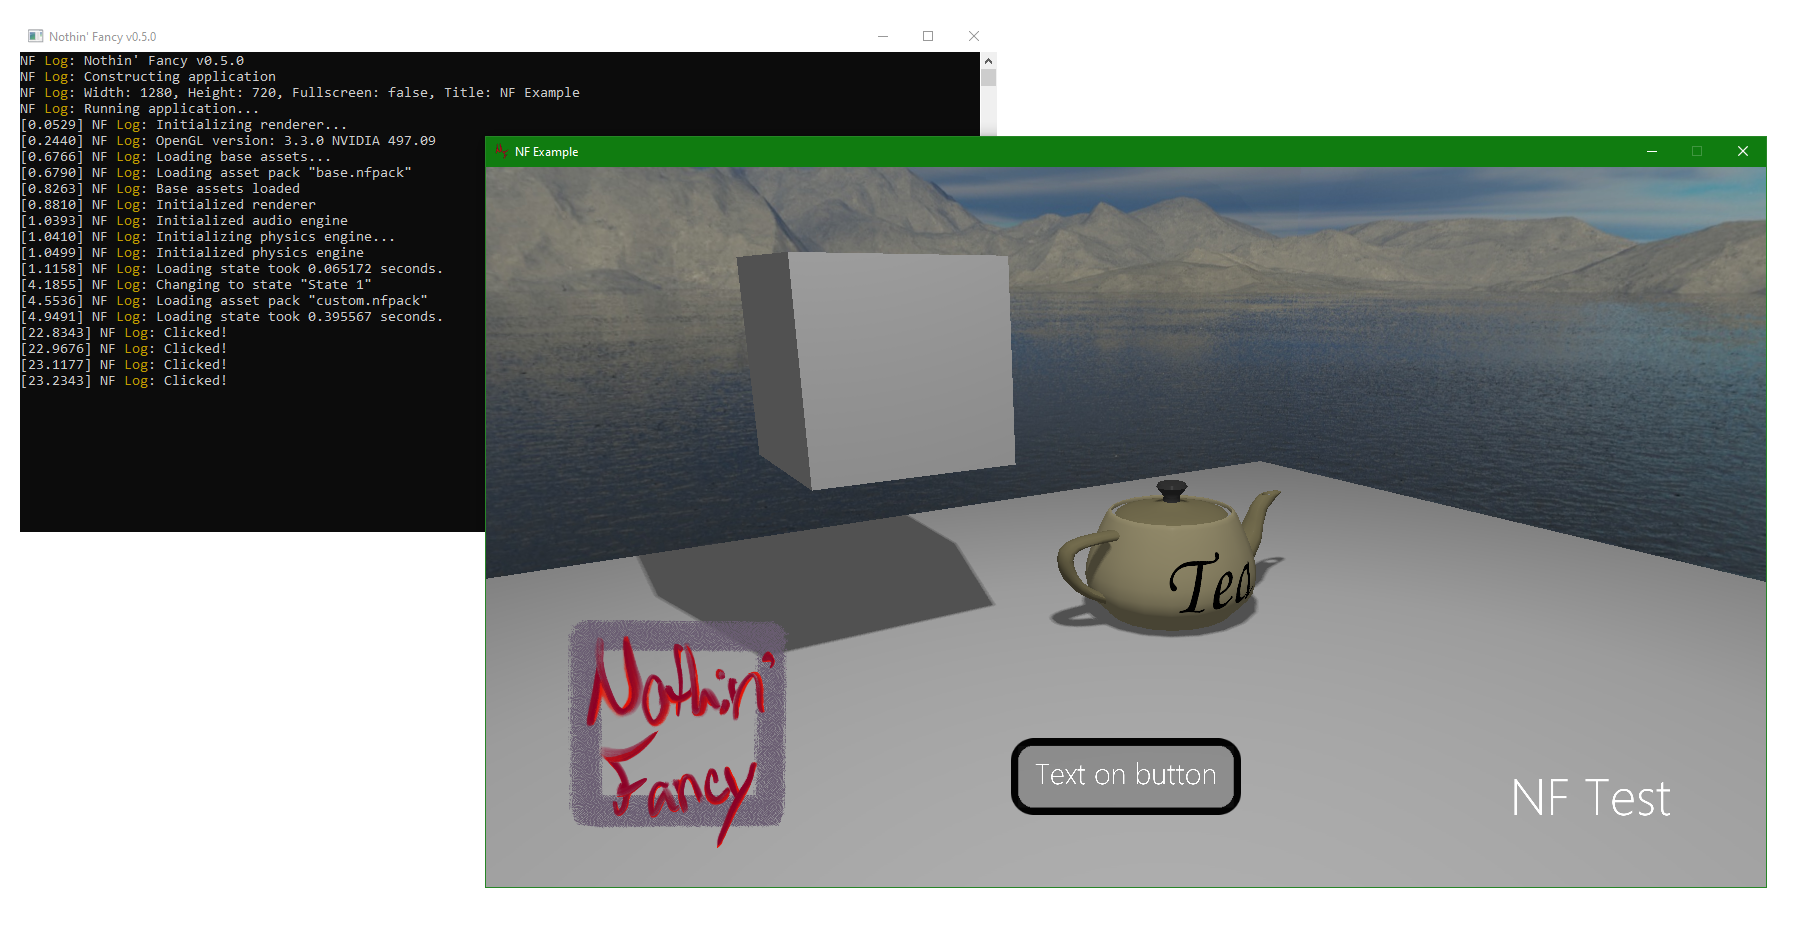 Nothin' Fancy v0.5.0
NF Log: Nothin' Fancy v0.5.0
NF Log: Constructing application
NF Log: Width: 1280, Height: 720, Fullscreen: false, Title: NF Example
NF Log: Running application...
[0.0529] NF Log: Initializing renderer...
[0.2440] NF Log: OpenGL version: 3.3.0 NVIDIA 497.09
[0.6766] NF Log: Loading base assets...
[0.6790] NF Log: Loading asset pack "base.nfpack"
[0.8263] NF Log: Base assets loaded
[0.8810] NF Log: Initialized renderer
[1.0393] NF Log: Initialized audio engine
[1.0410] NF Log: Initializing physics engine...
[1.0499] NF Log: Initialized physics engine
[1.1158] NF Log: Loading state took 0.065172 seconds.
[4.1855] NF Log: Changing to state "State 1"
[4.5536] NF Log: Loading asset pack "custom.nfpack"
[4.9491] NF Log: Loading state took 0.395567 seconds.
[22.8343] NF Log: Clicked!
[22.9676] NF Log: Clicked!
[23.1177] NF Log: Clicked!
[23.2343] NF Log: Clicked!
NF Example
Tea
Nothin'
Fancy
Text on button
NF Test